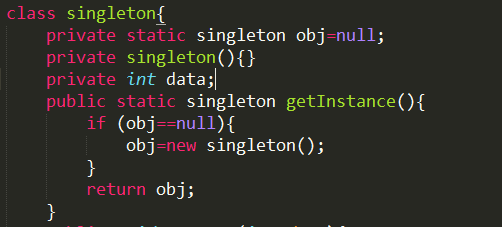 class singleton{
    private static singleton obj=null;
    private singleton(){}
    private int data;
    public static singleton getInstance(){
        if (obj==null){
            obj=new singleton();
        }
        return obj;
    }